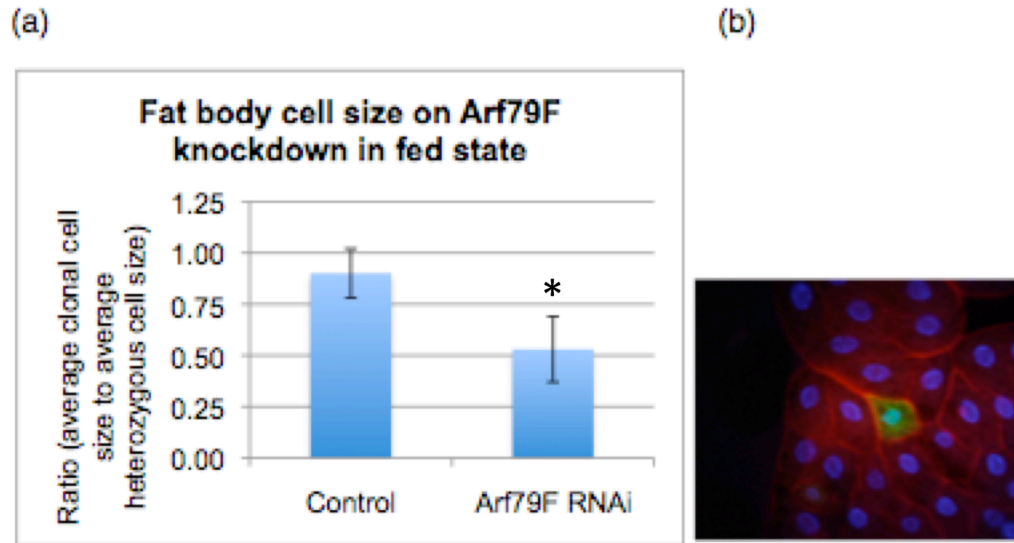 (a)
(b)
Fat body cell size on Arf79F
knockdown in fed state
Ratio (average clonal cell
size to average
heterozygous cell size)
1.25
1.00
0.75
0.50
0.25
0.00
*
Control
Arf79F RNAi